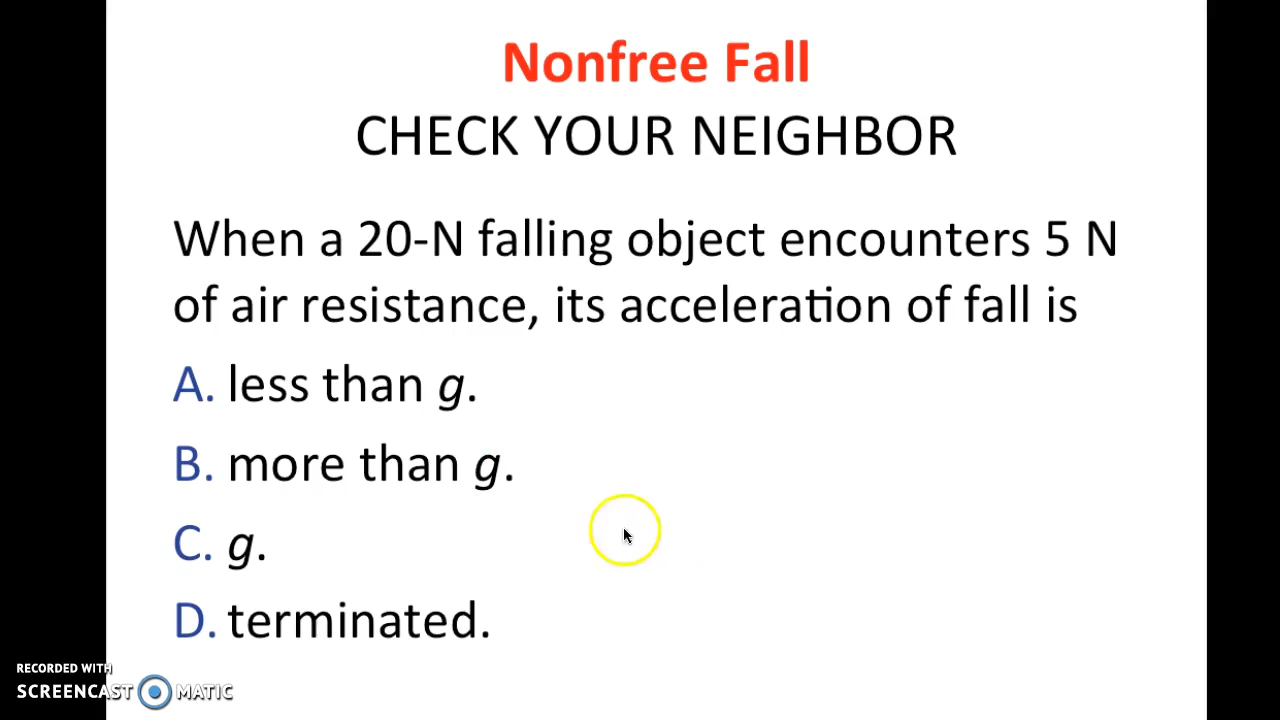 Nonfree Fall
CHECK YOUR NEIGHBOR
When a 20-N falling object encounters 5 N
of air resistance, its acceleration of fall is
A. less than g.
B. more than g.
C. g.
D. terminated.
RECORDED WITH
SCREENCAST MATIC